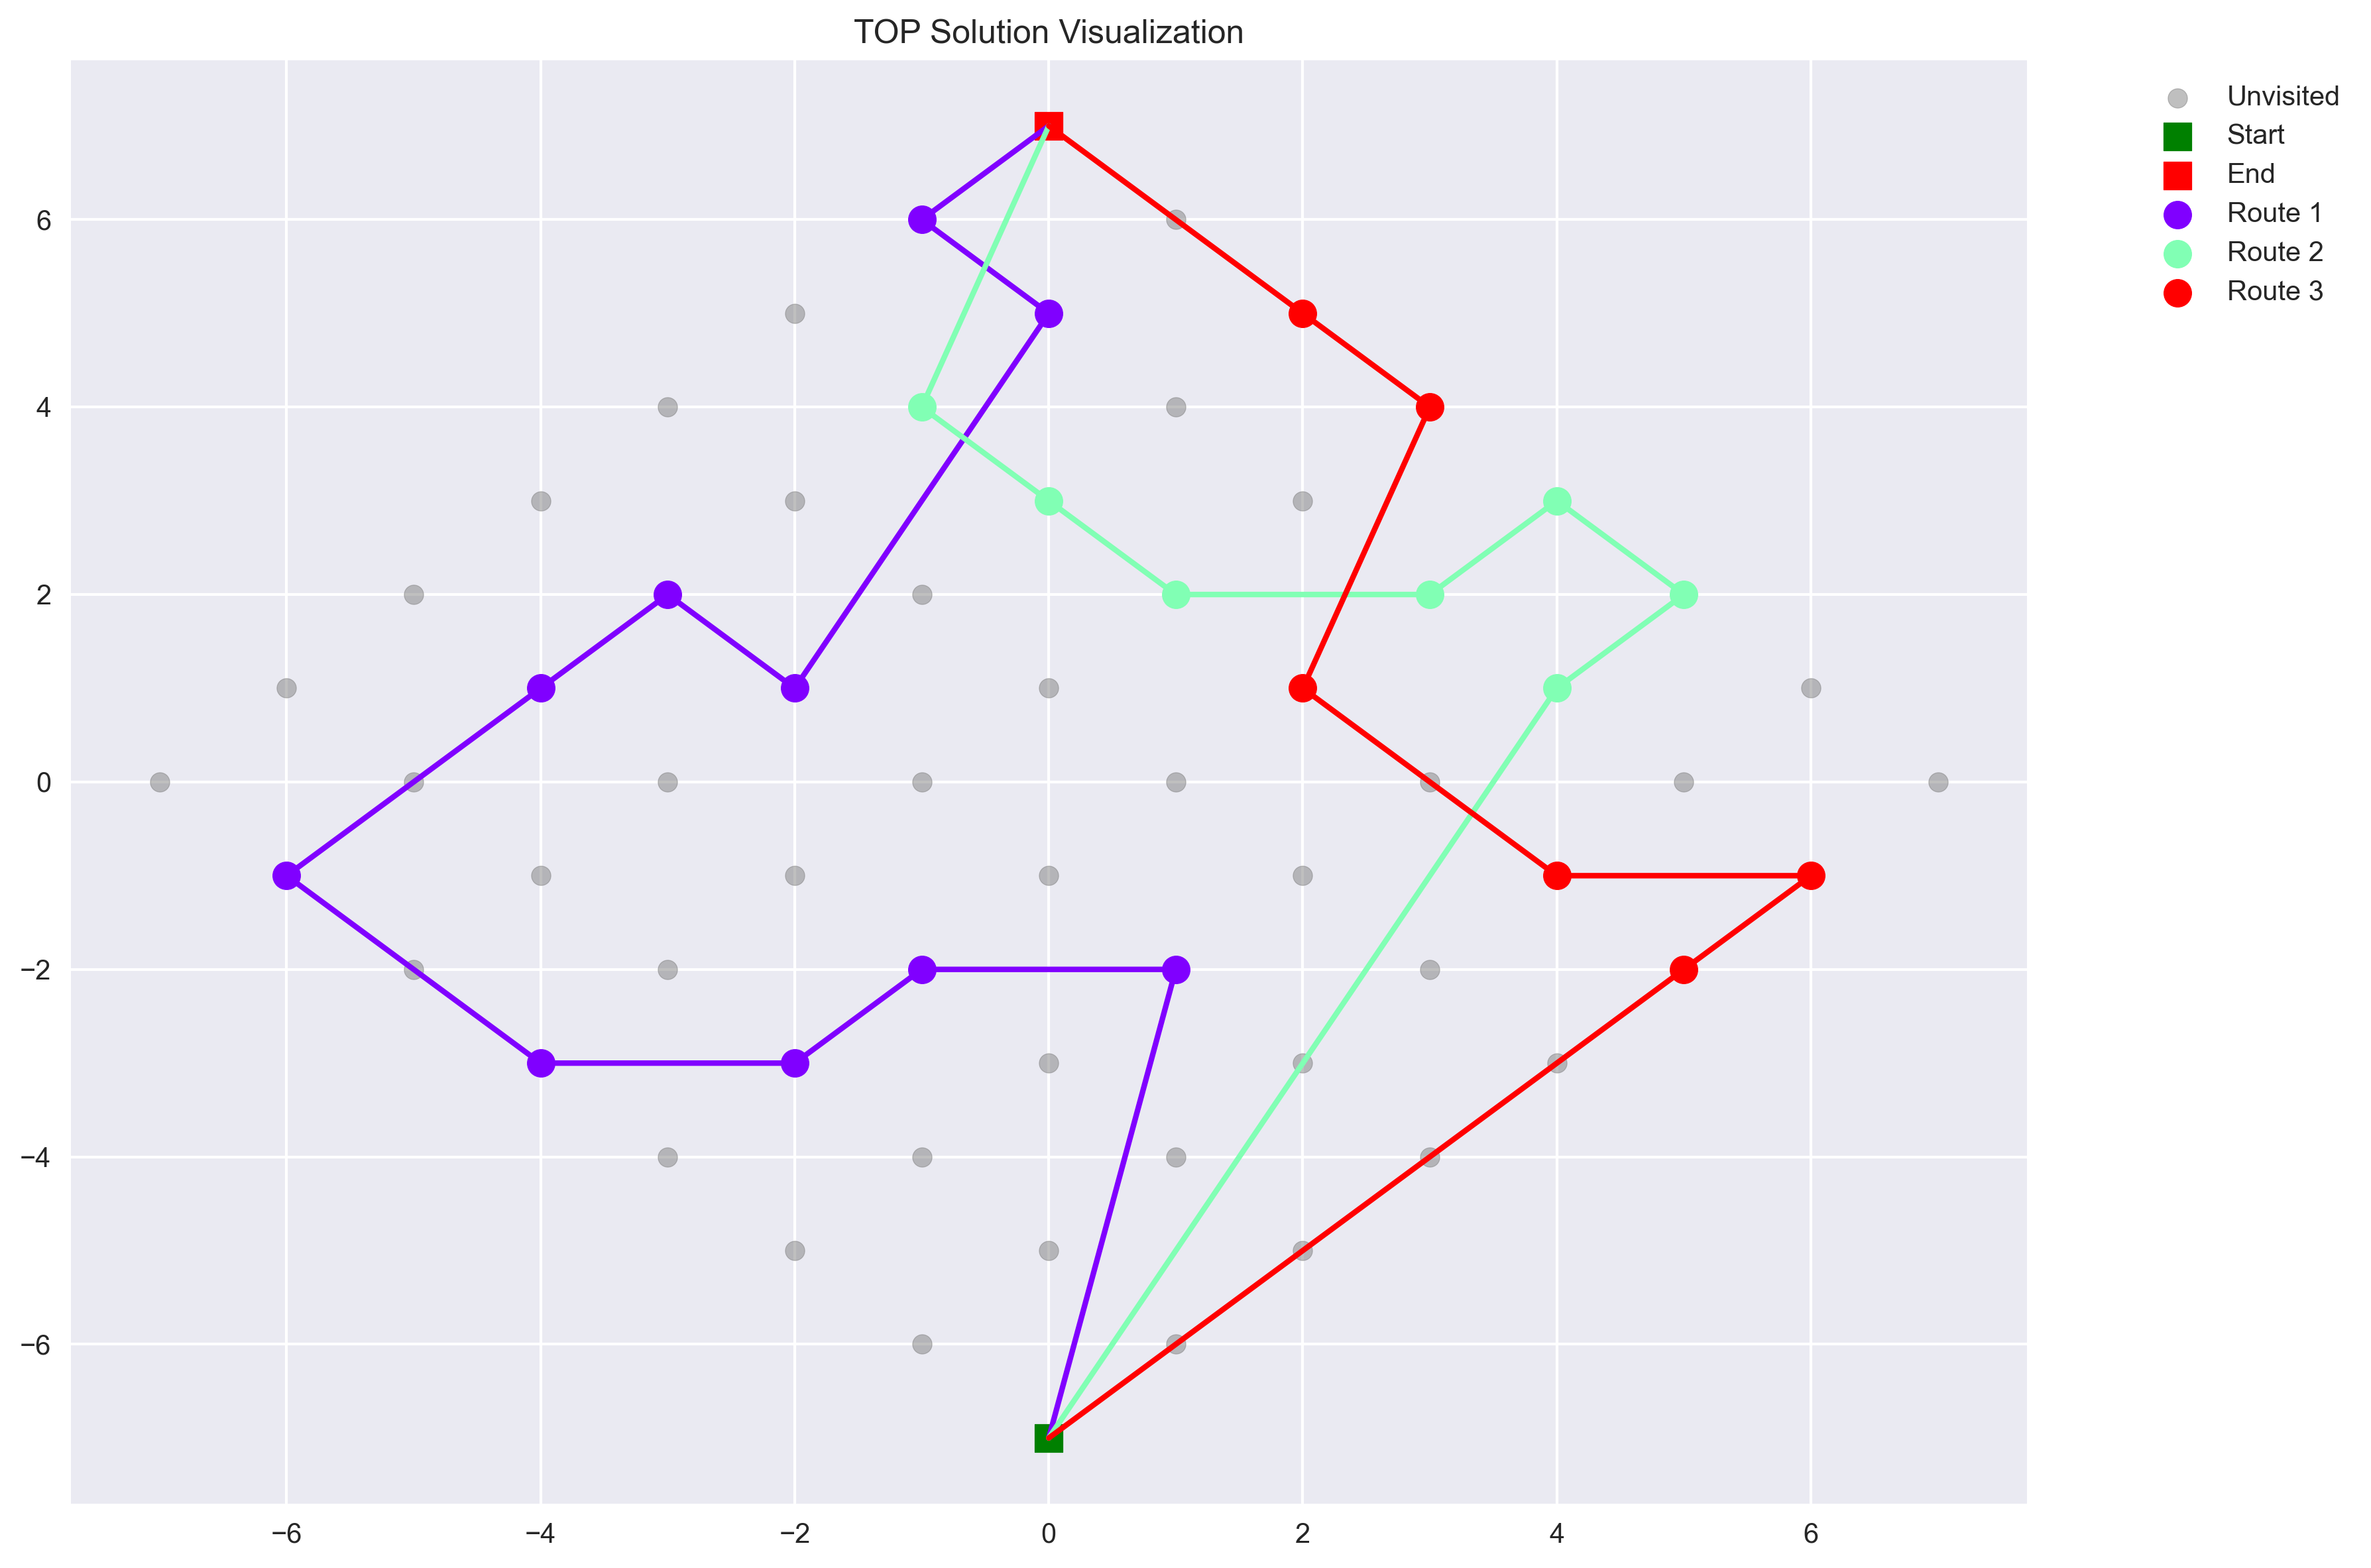 TOP Solution Visualization
Unvisited
Start
End
Route 1
Route 2
Route 3
6
4
2
0
−2
−4
−6
−6
−4
−2
0
2
4
6